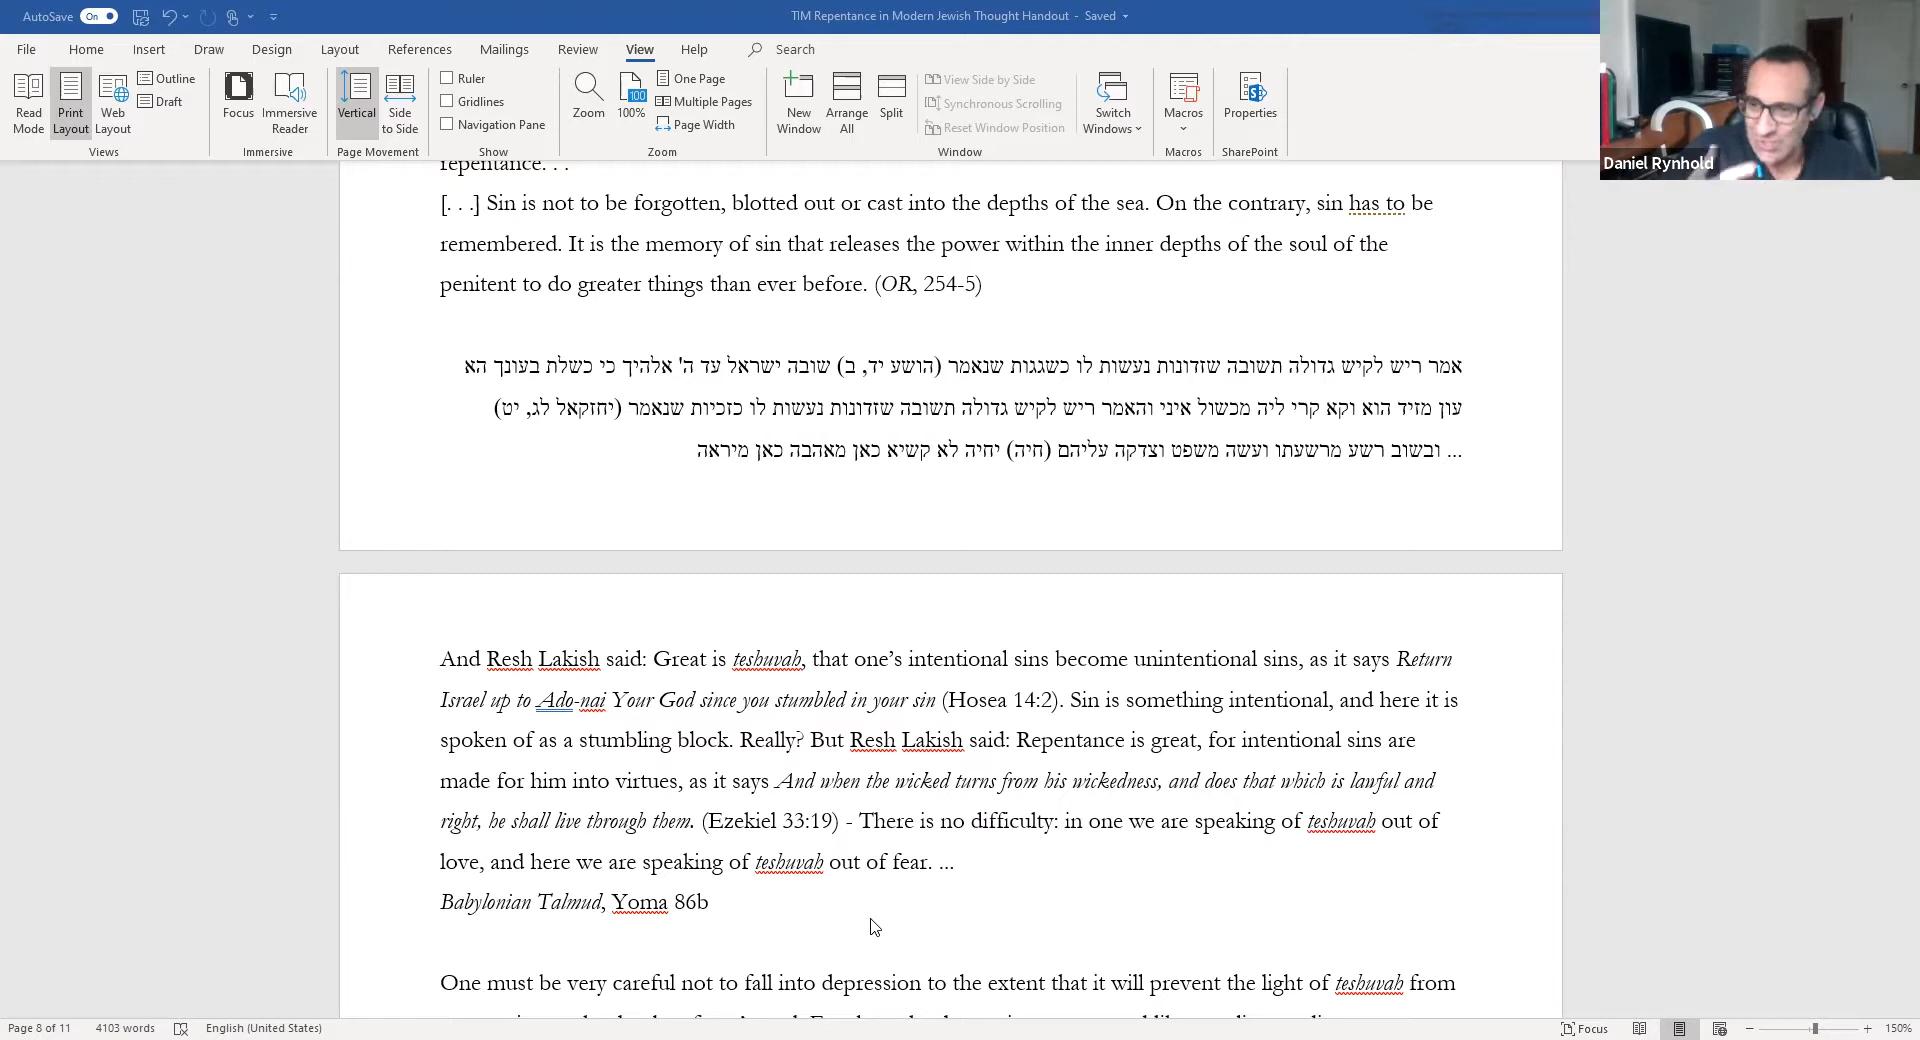 AutoSave On
TIM Repentance in Modern Jewish Thought Handout - Saved
File Home Insert Draw Design Layout References Mailings Review View Help Search
Read Mode
Print Layout
Web Layout
Outline
Draft
Views
Focus
Immersive Reader
Immersive
Vertical
Side to Side
Page Movement
Ruler
Gridlines
Navigation Pane
Show
Zoom
100
100%
One Page
Multiple Pages
Page Width
Zoom
New Window
Arrange All
Split
View Side by Side
Synchronous Scrolling
Reset Window Position
Switch Windows
Window
Macros
Macros
Properties
SharePoint
Daniel Rynhold
repentance. . .
[. . .] Sin is not to be forgotten, blotted out or cast into the depths of the sea. On the contrary, sin has to be
remembered. It is the memory of sin that releases the power within the inner depths of the soul of the
penitent to do greater things than ever before. (OR, 254-5)
אמר ריש לקיש גדולה תשובה שזדונות נעשות לו כשגגות שנאמר (הושע יד, ב) שובה ישראל עד ה' אלהיך כי כשלת בעונך הא
עון מזיד הוא וקא קרי ליה מכשול איני והאמר ריש לקיש גדולה תשובה שזדונות נעשות לו כזכיות שנאמר (יחזקאל לג, יט)
... ובשוב רשע מרשעתו ועשה משפט וצדקה עליהם (חיה) יחיה לא קשיא כאן מאהבה כאן מיראה
And Resh Lakish said: Great is teshuvah, that one’s intentional sins become unintentional sins, as it says Return
Israel up to Ado-nai Your God since you stumbled in your sin (Hosea 14:2). Sin is something intentional, and here it is
spoken of as a stumbling block. Really? But Resh Lakish said: Repentance is great, for intentional sins are
made for him into virtues, as it says And when the wicked turns from his wickedness, and does that which is lawful and
right, he shall live through them. (Ezekiel 33:19) - There is no difficulty: in one we are speaking of teshuvah out of
love, and here we are speaking of teshuvah out of fear. ...
Babylonian Talmud, Yoma 86b
One must be very careful not to fall into depression to the extent that it will prevent the light of teshuvah from
Page 8 of 11 4103 words English (United States) Focus 150%